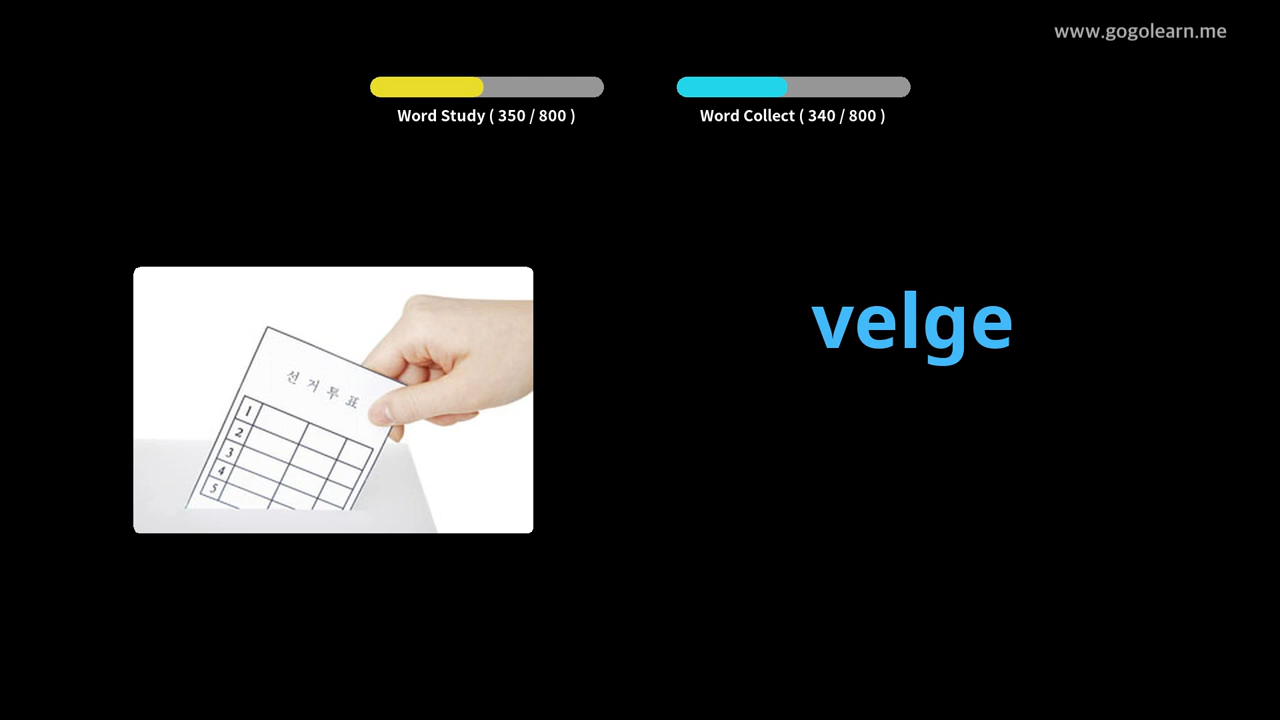 www.gogolearn.me
Word Study ( 350 / 800 )
Word Collect ( 340 / 800 )
velge
선거투표
1
2
3
4
5